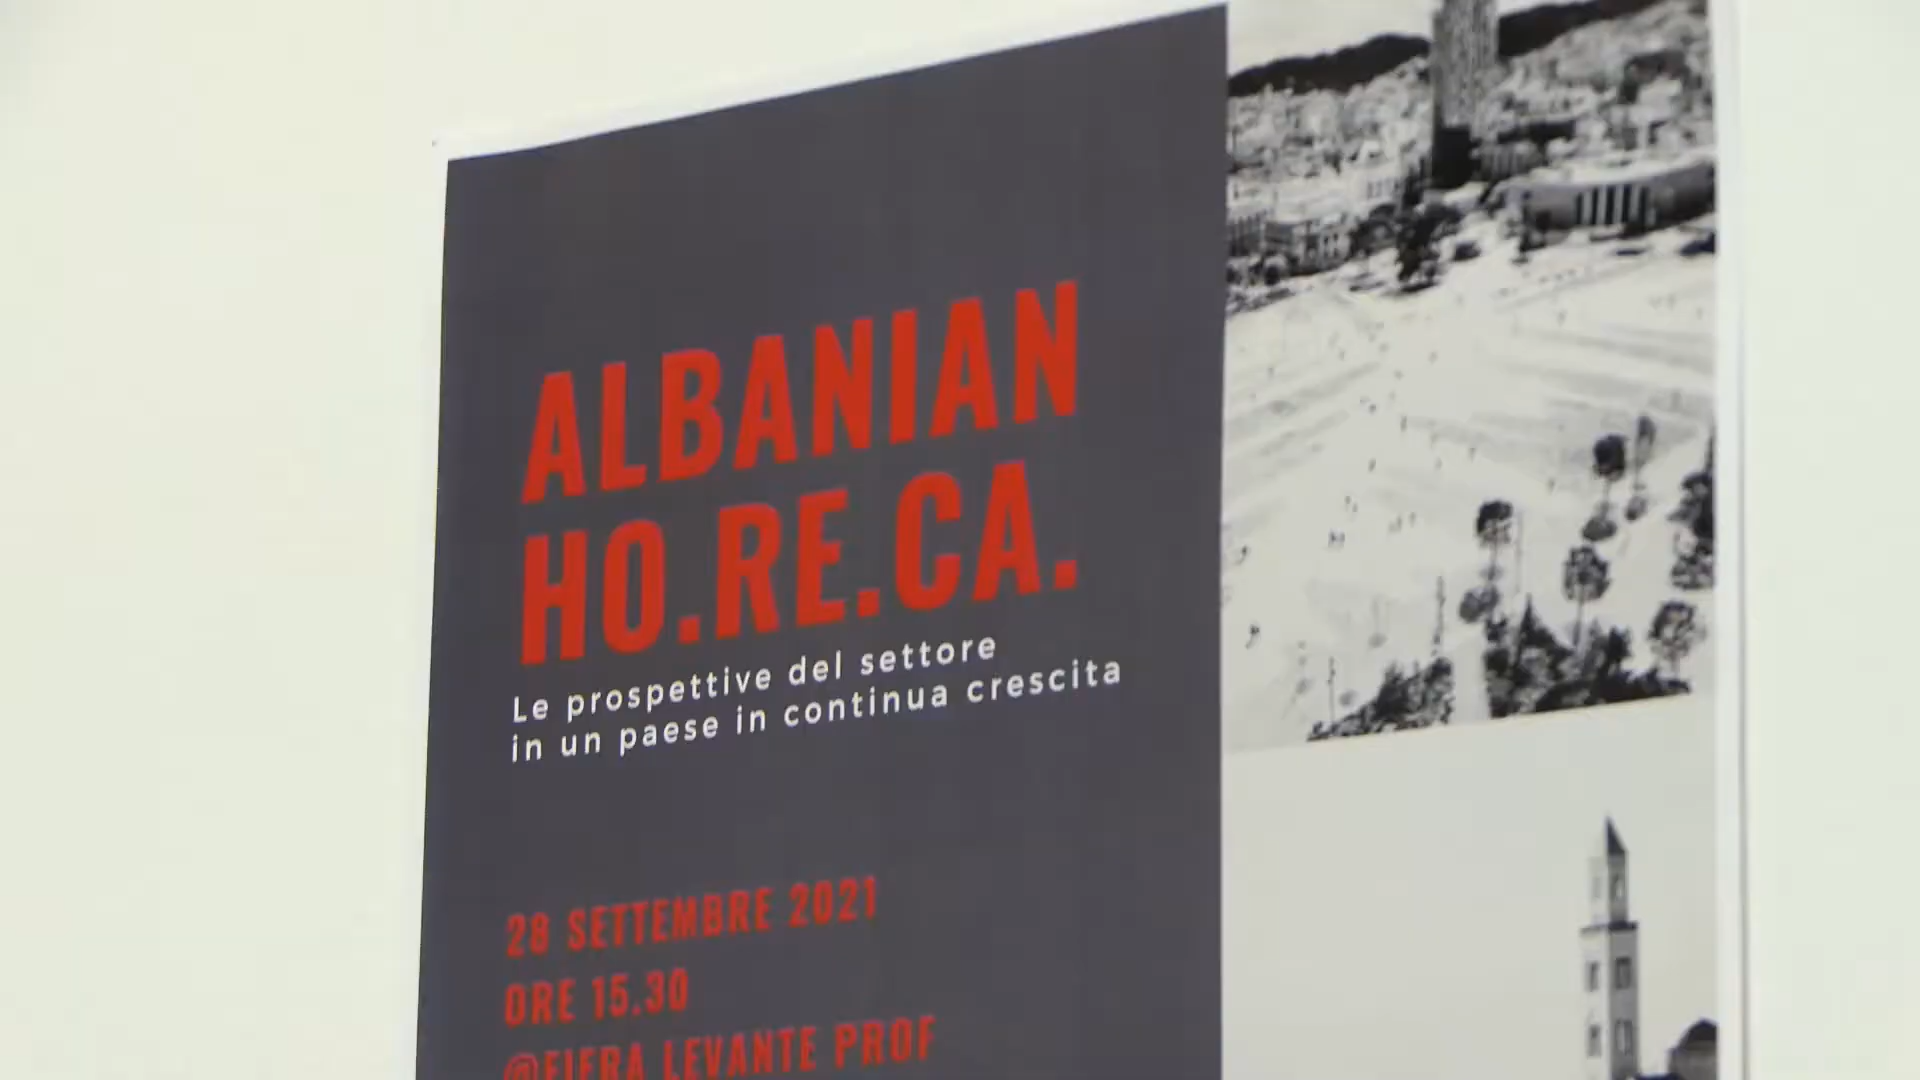 ALBANIAN
HO.RE.CA.
Le prospettive del settore
in un paese in continua crescita
28 SETTEMBRE 2021
ORE 15.30
@FIERA LEVANTE PROF